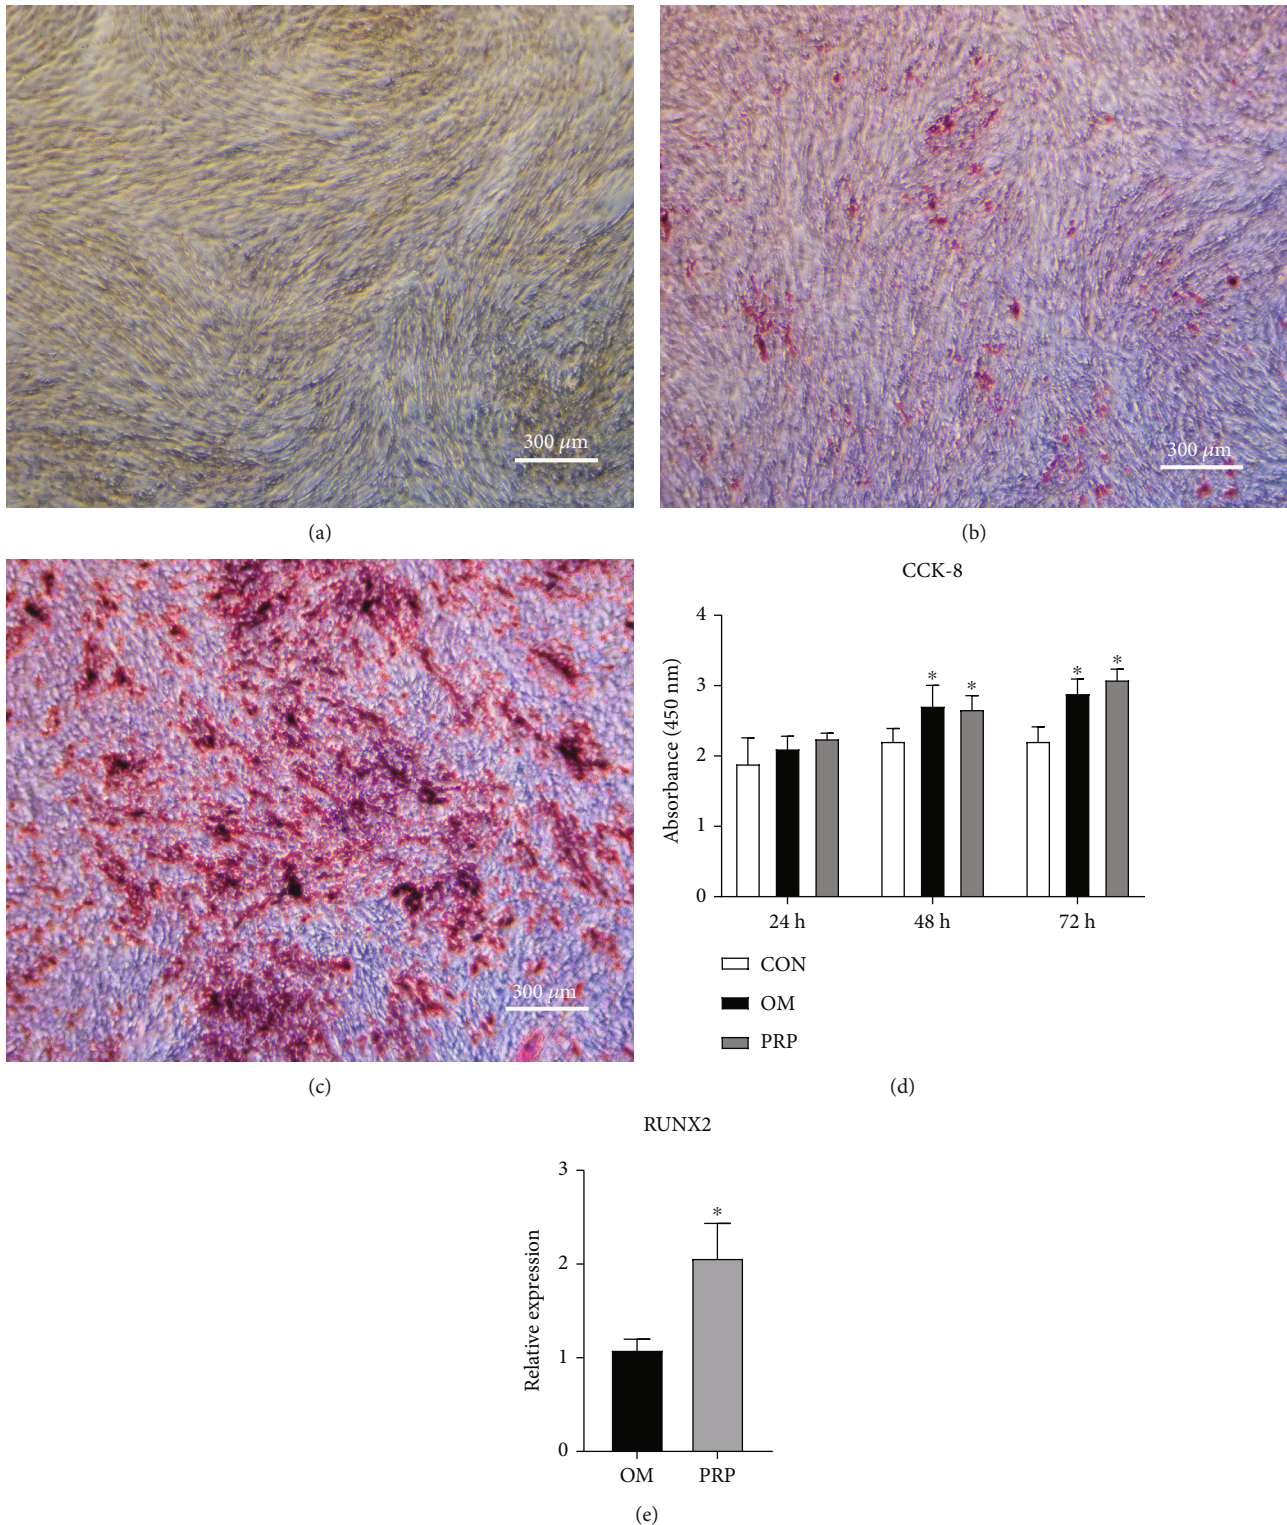 300 µm
(a)
300 µm
(b)
300 µm
(c)
CCK-8
Absorbance (450 nm)
4
3
2
1
0
* * * *
24 h 48 h 72 h
CON
OM
PRP
(d)
RUNX2
Relative expression
3
2
1
0
*
OM PRP
(e)